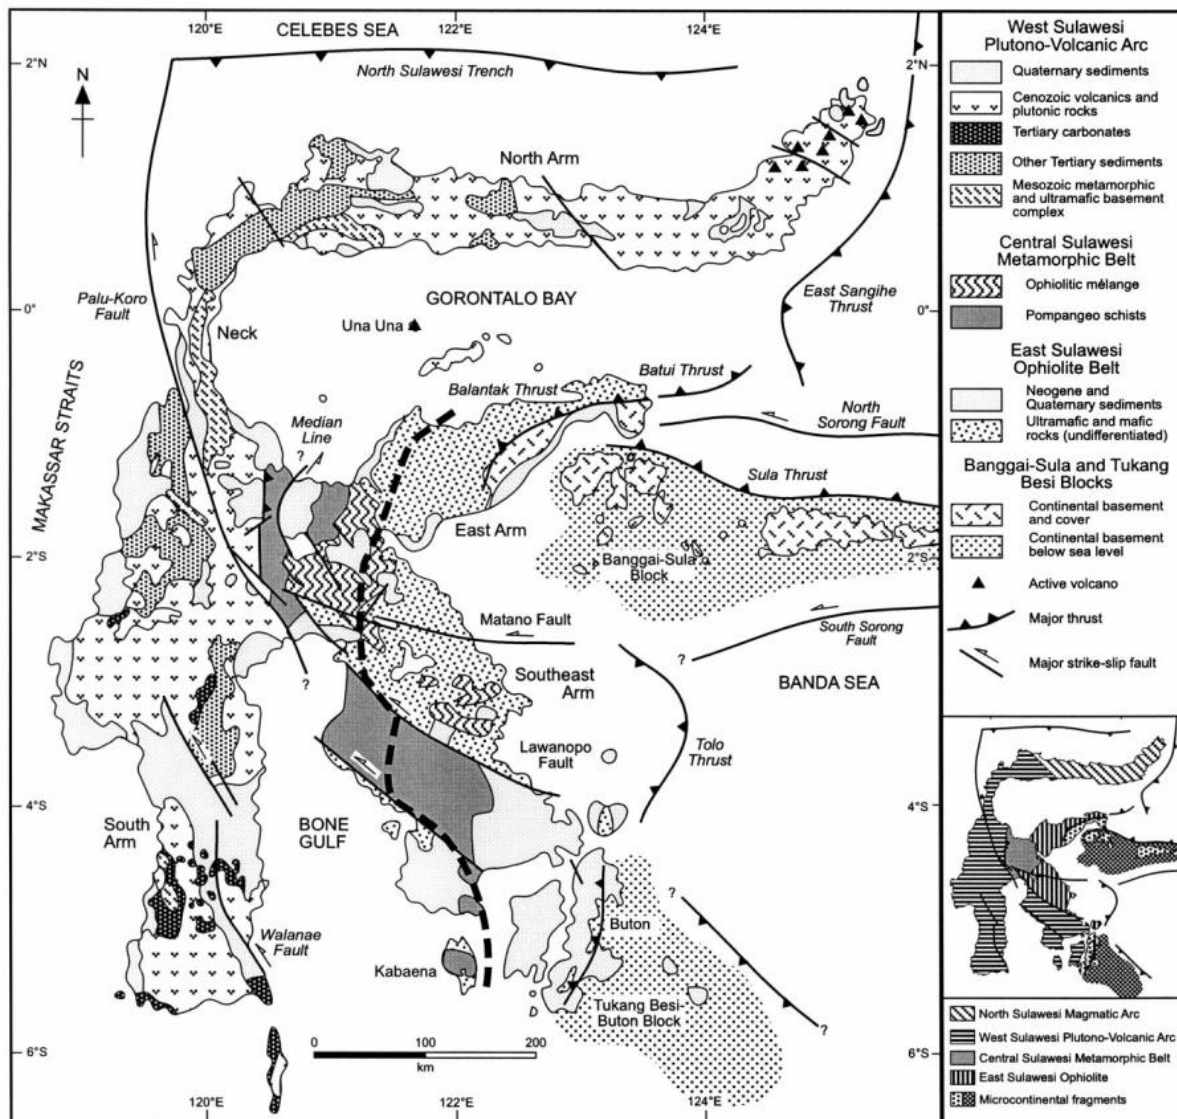 120°E
122°E
124°E
CELEBES SEA
2°N
2°N
North Sulawesi Trench
N
North Arm
Palu-Koro
Fault
0°
0°
GORONTALO BAY
East Sangihe
Thrust
Una Una
Neck
MAKASSAR STRAITS
Batui Thrust
Balantak Thrust
Median
Line
?
North
Sorong Fault
Sula Thrust
East Arm
2°S
2°S
Banggai-Sula
Block
Matano Fault
South Sorong
Fault
?
?
Southeast
Arm
BANDA SEA
Lawanopo
Fault
Tolo
Thrust
4°S
4°S
South
Arm
BONE
GULF
?
Walanae
Fault
Buton
Kabaena
Tukang Besi-
Buton Block
?
0
100
200
km
6°S
6°S
120°E
122°E
124°E
West Sulawesi
Plutono-Volcanic Arc
Quaternary sediments
Cenozoic volcanics and
plutonic rocks
Tertiary carbonates
Other Tertiary sediments
Mesozoic metamorphic
and ultramafic basement
complex
Central Sulawesi
Metamorphic Belt
Ophiolitic mélange
Pompangeo schists
East Sulawesi
Ophiolite Belt
Neogene and
Quaternary sediments
Ultramafic and mafic
rocks (undifferentiated)
Banggai-Sula and Tukang
Besi Blocks
Continental basement
and cover
Continental basement
below sea level
Active volcano
Major thrust
Major strike-slip fault
North Sulawesi Magmatic Arc
West Sulawesi Plutono-Volcanic Arc
Central Sulawesi Metamorphic Belt
East Sulawesi Ophiolite
Microcontinental fragments